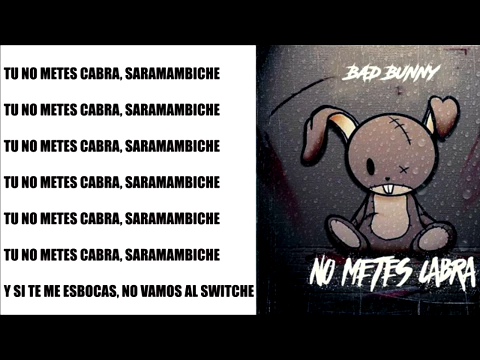 TU NO METES CABRA, SARAMAMBICHE
TU NO METES CABRA, SARAMAMBICHE
TU NO METES CABRA, SARAMAMBICHE
TU NO METES CABRA, SARAMAMBICHE
TU NO METES CABRA, SARAMAMBICHE
TU NO METES CABRA, SARAMAMBICHE
Y SI TE ME ESBOCAS, NO VAMOS AL SWITCHE
BAD BUNNY
NO METES CABRA